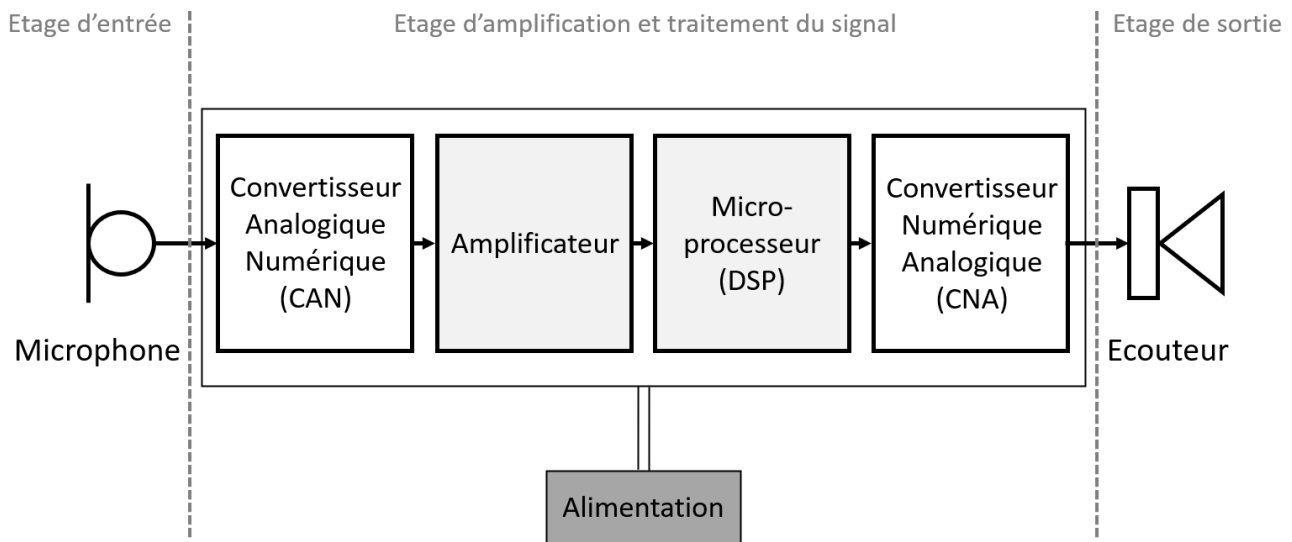 Etage d'entrée
Etage d'amplification et traitement du signal
Etage de sortie
Convertisseur
Analogique
Numérique
(CAN)
Amplificateur
Micro-
processeur
(DSP)
Convertisseur
Numérique
Analogique
(CNA)
Microphone
Ecouteur
Alimentation